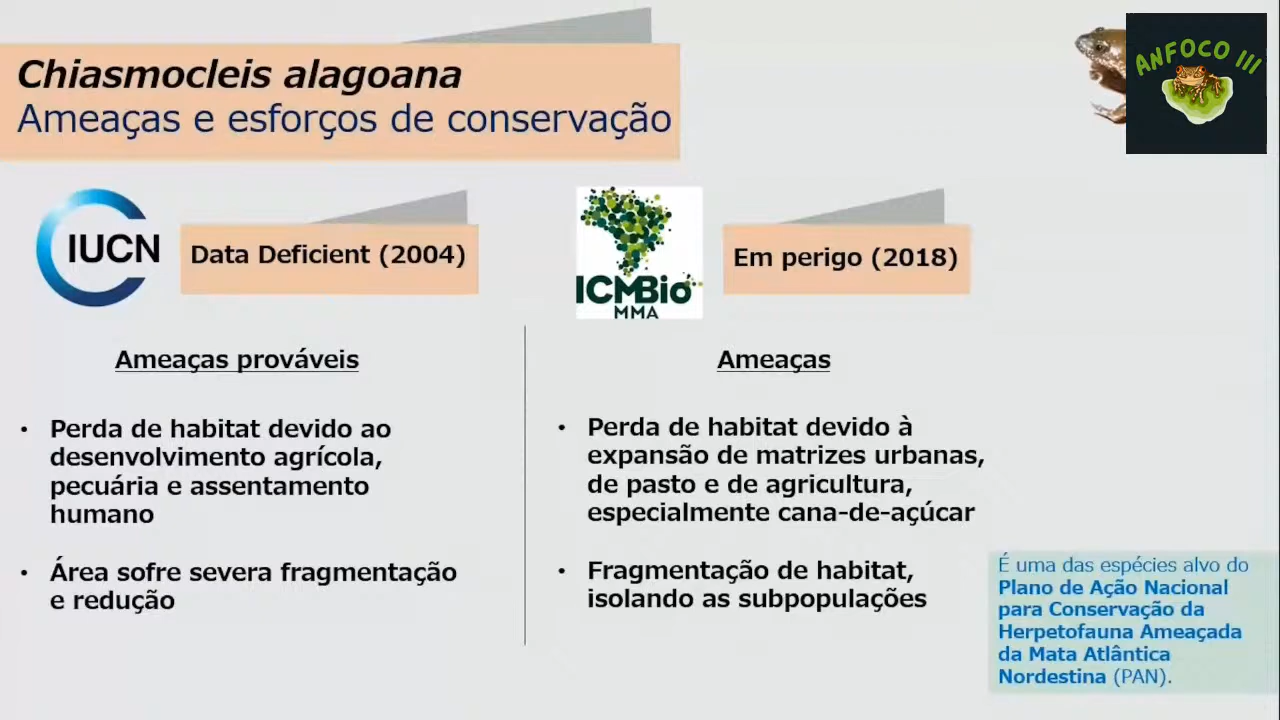 Chiasmocleis alagoana
Ameaças e esforços de conservação
ANFOCO III
IUCN
Data Deficient (2004)
ICMBio
MMA
Em perigo (2018)
Ameaças prováveis
• Perda de habitat devido ao
desenvolvimento agrícola,
pecuária e assentamento
humano
• Área sofre severa fragmentação
e redução
Ameaças
• Perda de habitat devido à
expansão de matrizes urbanas,
de pasto e de agricultura,
especialmente cana-de-açúcar
• Fragmentação de habitat,
isolando as subpopulações
É uma das espécies alvo do
Plano de Ação Nacional
para Conservação da
Herpetofauna Ameaçada
da Mata Atlântica
Nordestina (PAN).